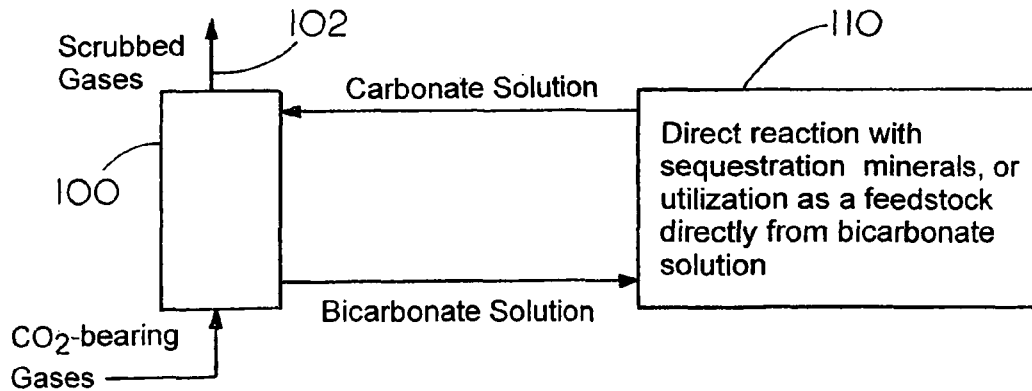 Scrubbed
Gases
102
Carbonate Solution
110
100
Direct reaction with
sequestration minerals, or
utilization as a feedstock
directly from bicarbonate
solution
Bicarbonate Solution
CO2-bearing
Gases